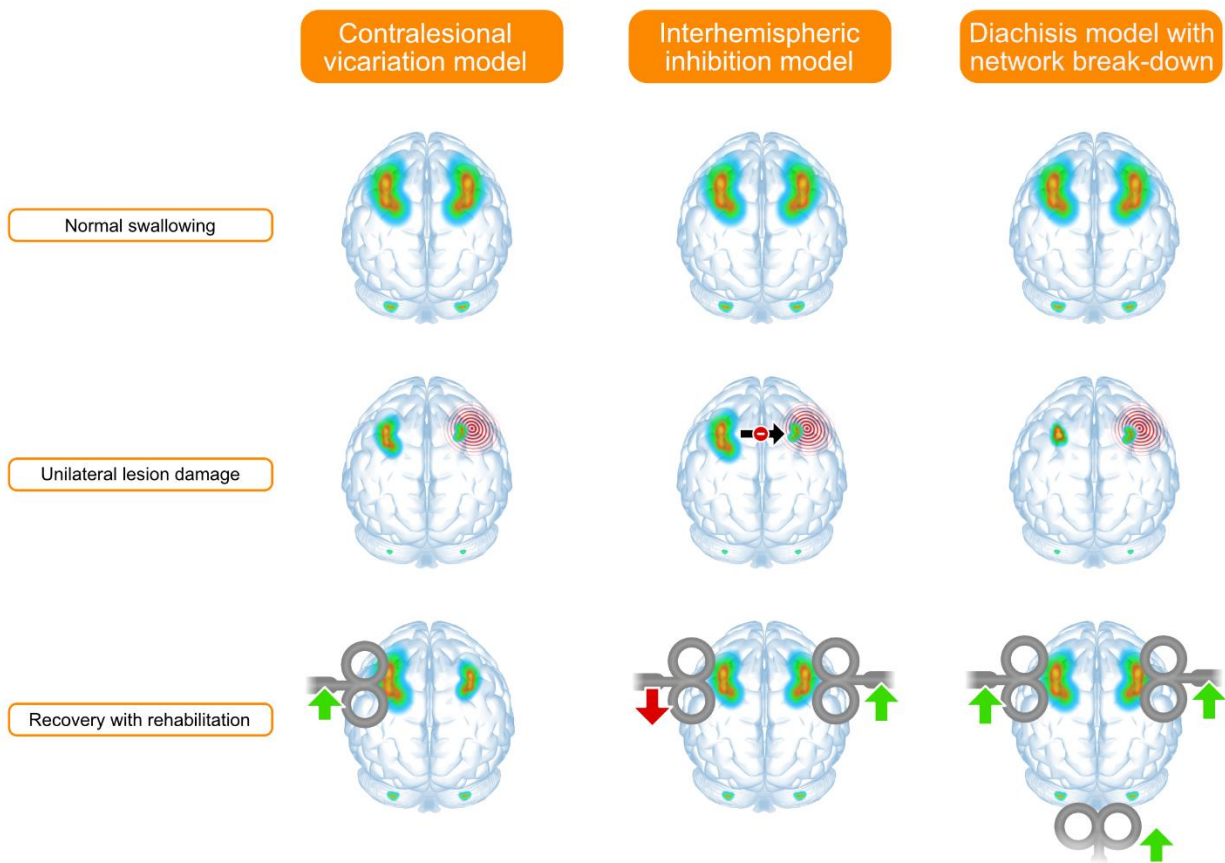 Contralesional
vicariation model
Interhemispheric
inhibition model
Diachisis model with
network break-down
Normal swallowing
Unilateral lesion damage
Recovery with rehabilitation